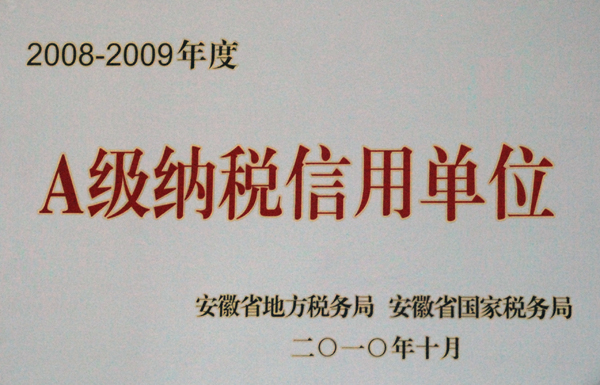 2008-2009年度
A级纳税信用单位
安徽省地方税务局 安徽省国家税务局
二〇一〇年十月